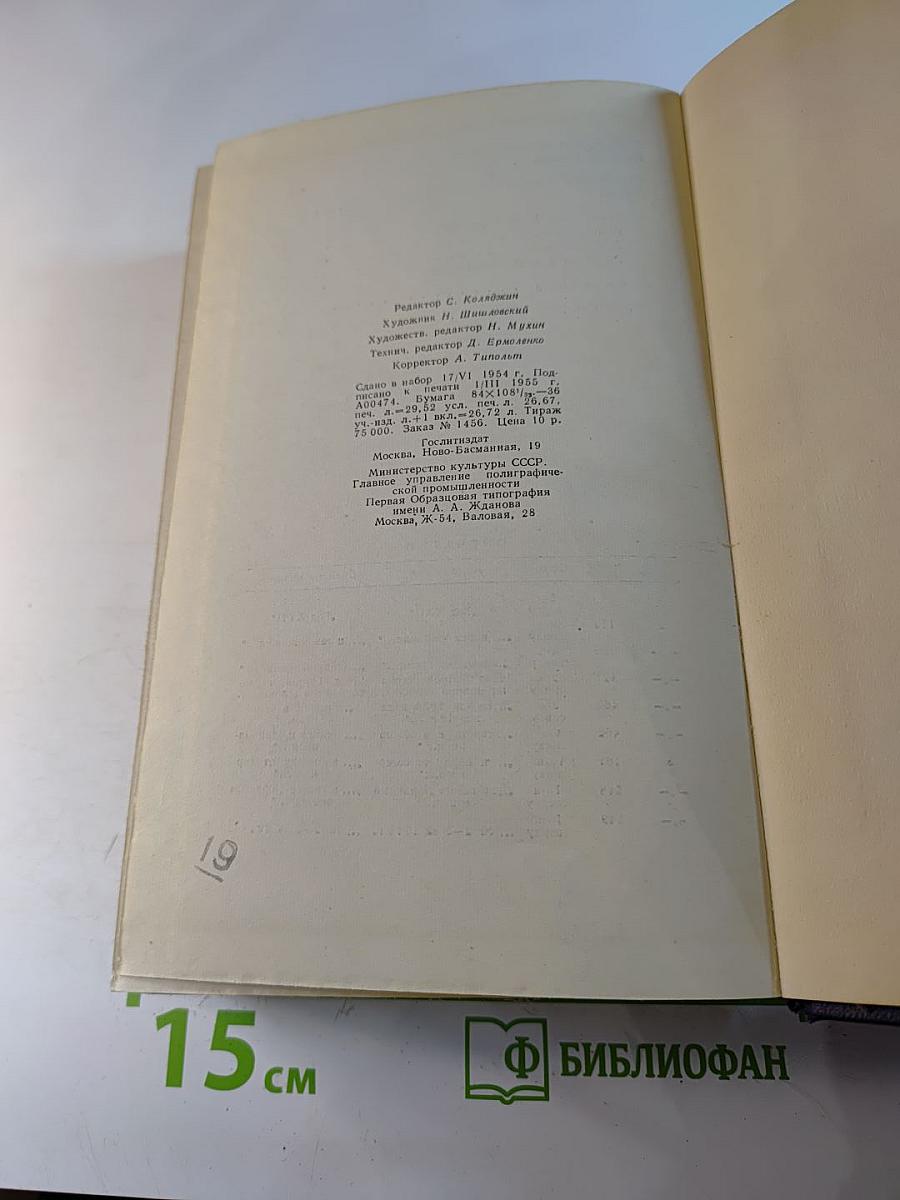 Редактор С. Коляджин
Художник Н. Шишловский
Художеств. редактор Н. Мухин
Технич. редактор Д. Ермоленко
Корректор А. Типольт
Сдано в набор 17/VI 1954 г. Под-
писано к печати 1/III 1955 г.
А00474. Бумага 84×108¹/₃₂.—36
печ. л.=29,52 усл. печ. л. 26,67.
уч.-изд. л.+1 вкл.=26,72 л. Тираж
75 000. Заказ № 1456. Цена 10 р.
Гослитиздат
Москва, Ново-Басманная, 19
Министерство культуры СССР.
Главное управление полиграфиче-
ской промышленности
Первая Образцовая типография
имени А. А. Жданова
Москва, Ж-54, Валовая, 28
19
15 см
Ф БИБЛИОФАН